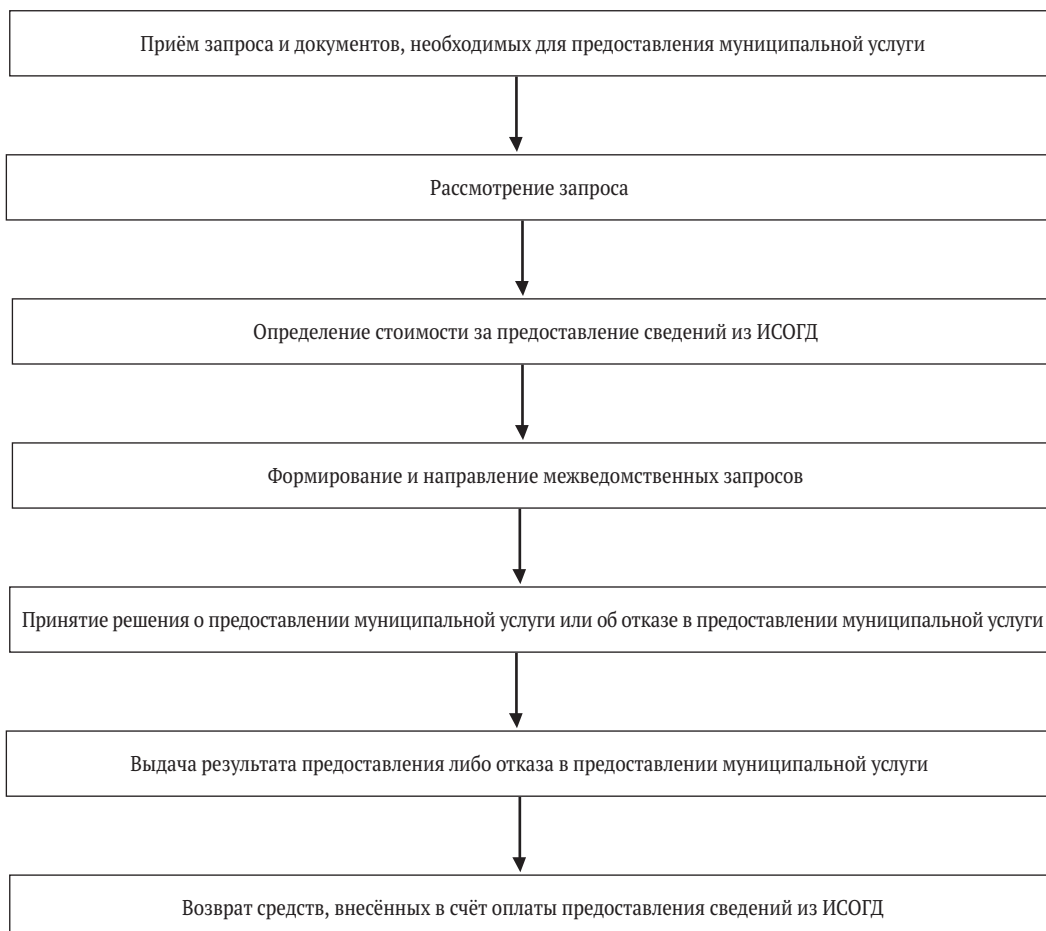 Приём запроса и документов, необходимых для предоставления муниципальной услуги
Рассмотрение запроса
Определение стоимости за предоставление сведений из ИСОГД
Формирование и направление межведомственных запросов
Принятие решения о предоставлении муниципальной услуги или об отказе в предоставлении муниципальной услуги
Выдача результата предоставления либо отказа в предоставлении муниципальной услуги
Возврат средств, внесённых в счёт оплаты предоставления сведений из ИСОГД